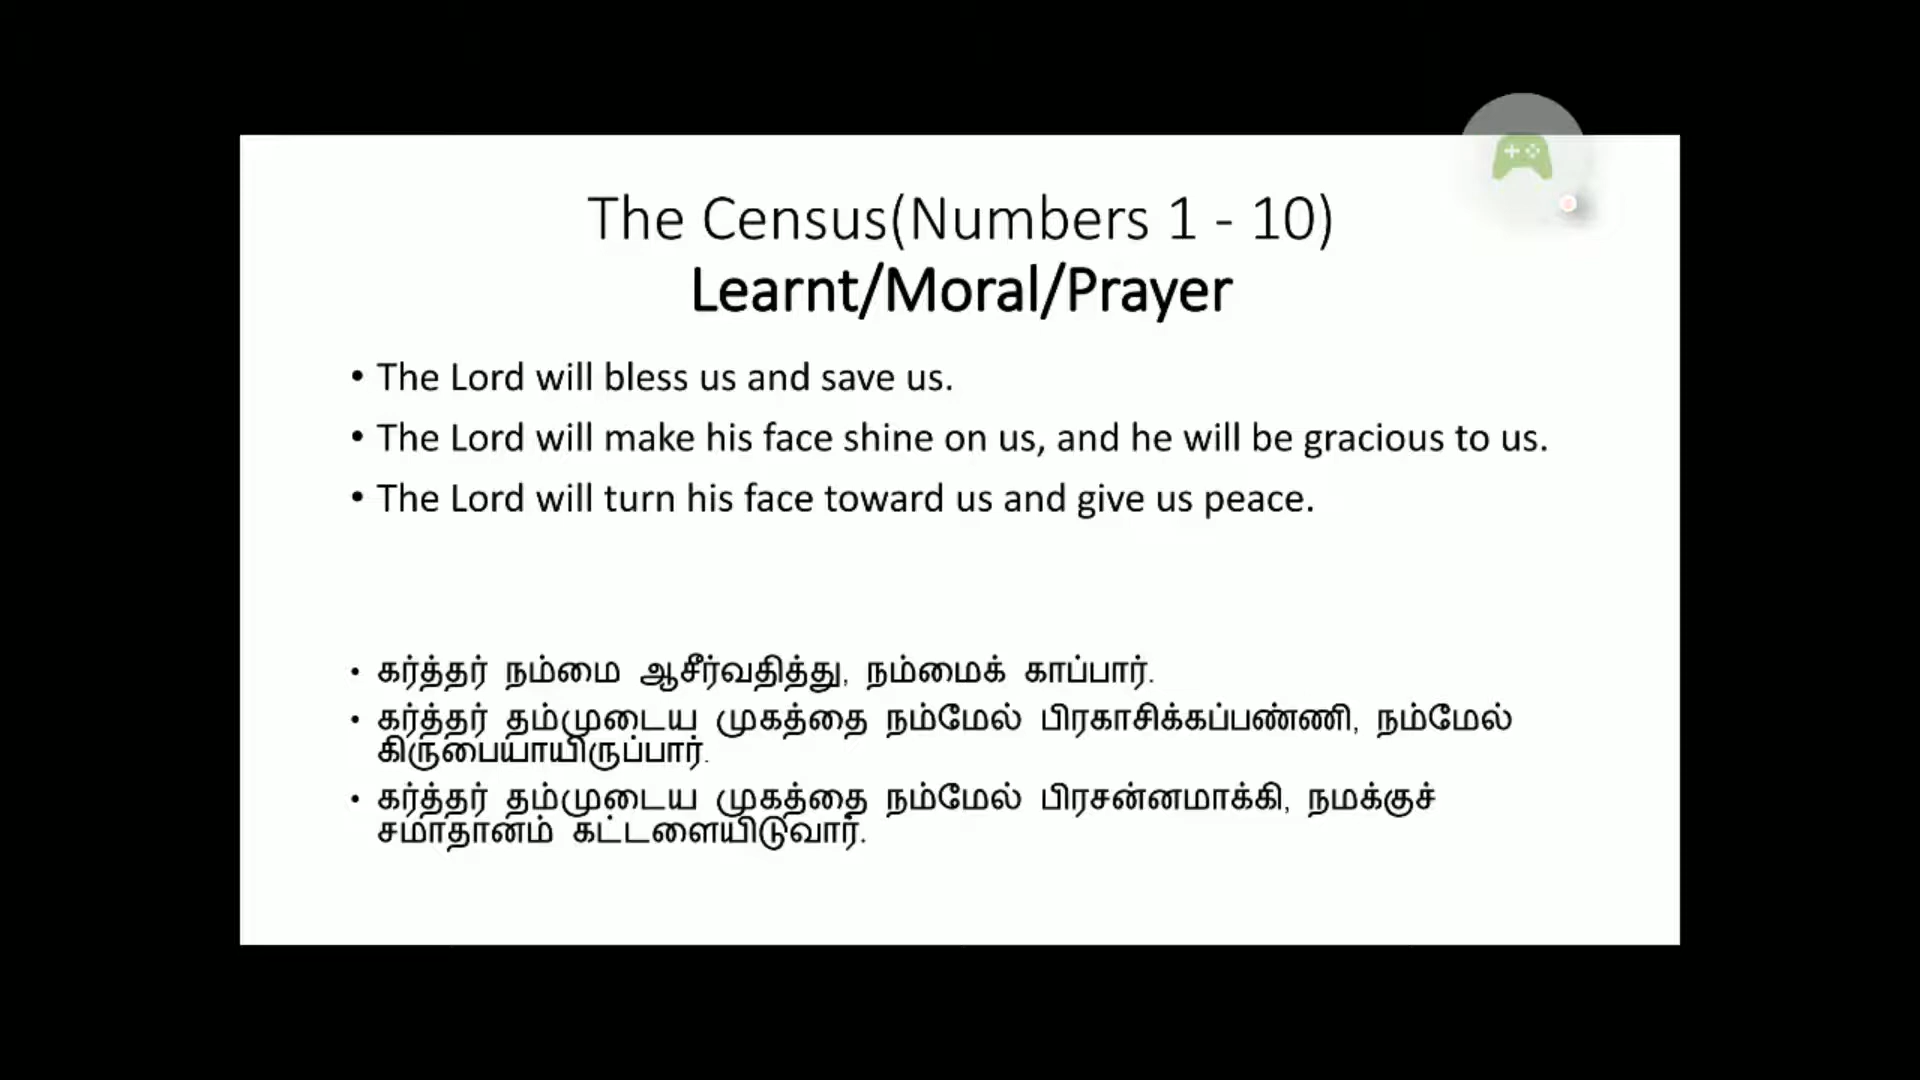 The Census(Numbers 1 - 10)
Learnt/Moral/Prayer
• The Lord will bless us and save us.
• The Lord will make his face shine on us, and he will be gracious to us.
• The Lord will turn his face toward us and give us peace.
• கர்த்தர் நம்மை ஆசீர்வதித்து, நம்மைக் காப்பார்.
• கர்த்தர் தம்முடைய முகத்தை நம்மேல் பிரகாசிக்கப்பண்ணி, நம்மேல்
கிருபையாயிருப்பார்.
• கர்த்தர் தம்முடைய முகத்தை நம்மேல் பிரசன்னமாக்கி, நமக்குச்
சமாதானம் கட்டளையிடுவார்.